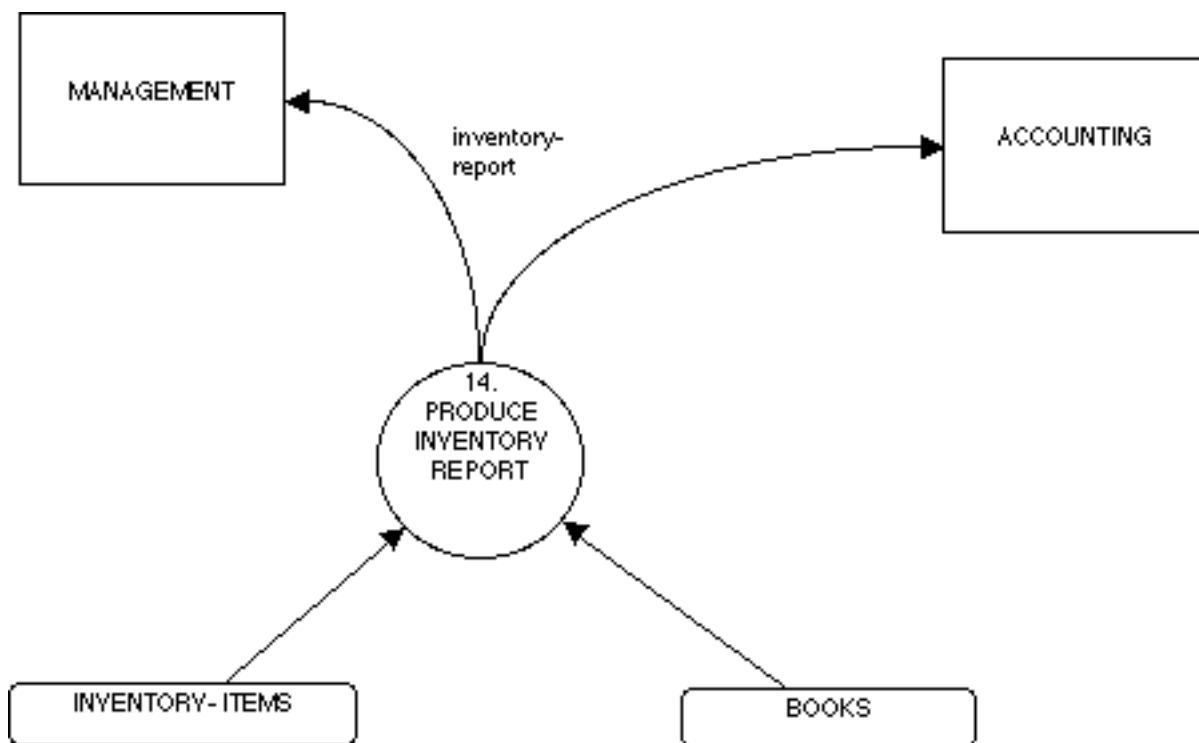 MANAGEMENT
ACCOUNTING
inventory-
report
14.
PRODUCE
INVENTORY
REPORT
INVENTORY- ITEMS
BOOKS